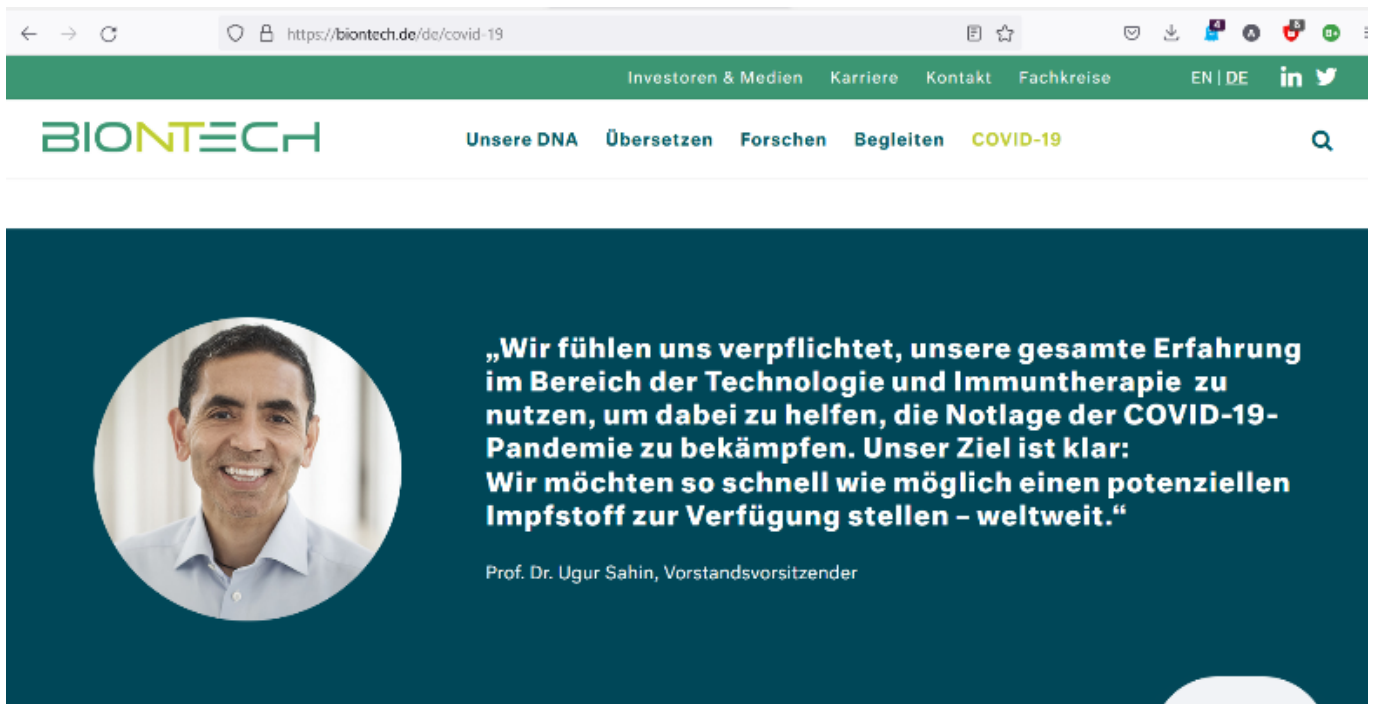 https://biontech.de/de/covid-19
Investoren & Medien Karriere Kontakt Fachkreise EN | DE in
BIONTECH Unsere DNA Übersetzen Forschen Begleiten COVID-19
„Wir fühlen uns verpflichtet, unsere gesamte Erfahrung
im Bereich der Technologie und Immuntherapie zu
nutzen, um dabei zu helfen, die Notlage der COVID-19-
Pandemie zu bekämpfen. Unser Ziel ist klar:
Wir möchten so schnell wie möglich einen potenziellen
Impfstoff zur Verfügung stellen – weltweit.“
Prof. Dr. Ugur Sahin, Vorstandsvorsitzender